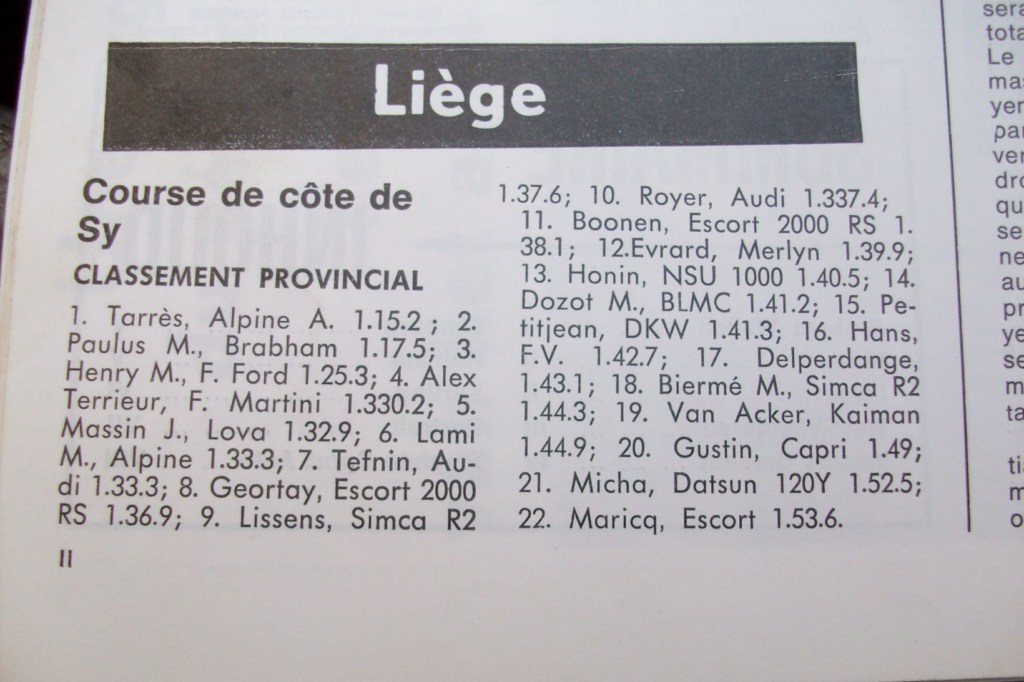 Liège
Course de côte de
Sy
CLASSEMENT PROVINCIAL
1. Tarrès, Alpine A. 1.15.2 ; 2.
Paulus M., Brabham 1.17.5; 3.
Henry M., F. Ford 1.25.3; 4. Alex
Terrieur, F. Martini 1.330.2; 5.
Massin J., Lova 1.32.9; 6. Lami
M., Alpine 1.33.3; 7. Tefnin, Au-
di 1.33.3; 8. Geortay, Escort 2000
RS 1.36.9; 9. Lissens, Simca R2
1.37.6; 10. Royer, Audi 1.337.4;
11. Boonen, Escort 2000 RS 1.
38.1; 12.Evrard, Merlyn 1.39.9;
13. Honin, NSU 1000 1.40.5; 14.
Dozot M., BLMC 1.41.2; 15. Pe-
titjean, DKW 1.41.3; 16. Hans,
F.V. 1.42.7; 17. Delperdange,
1.43.1; 18. Biermé M., Simca R2
1.44.3; 19. Van Acker, Kaiman
1.44.9; 20. Gustin, Capri 1.49;
21. Micha, Datsun 120Y 1.52.5;
22. Maricq, Escort 1.53.6.
II